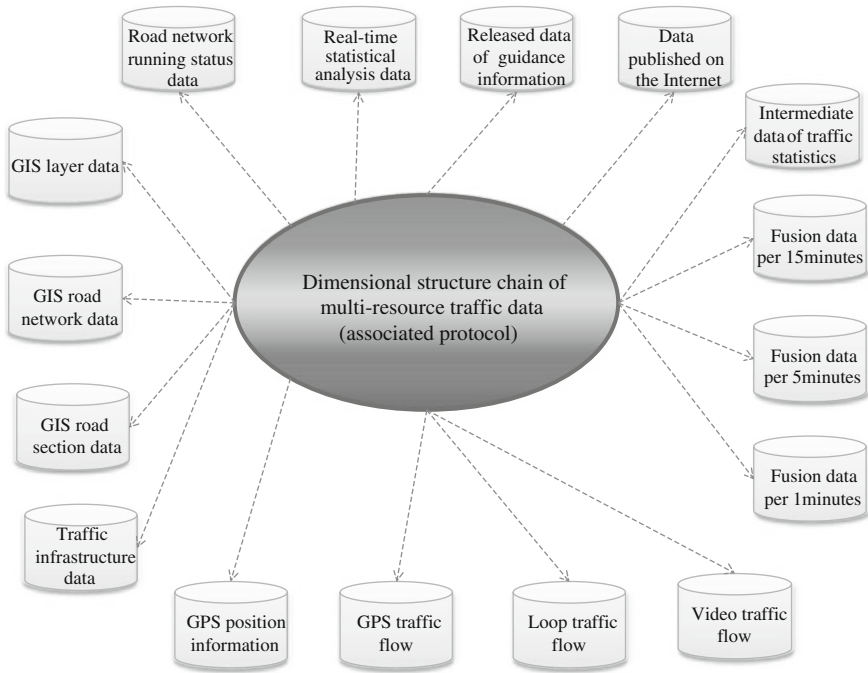 Road network
running status
data
Real-time
statistical
analysis data
Released data
of guidance
information
Data
published on
the Internet
Intermediate
data of traffic
statistics
GIS layer data
Fusion data
per 15minutes
GIS road
network data
Dimensional structure chain of
multi-resource traffic data
(associated protocol)
Fusion data
per 5minutes
GIS road
section data
Fusion data
per 1minutes
Traffic
infrastructure
data
GPS position
information
GPS traffic
flow
Loop traffic
flow
Video traffic
flow